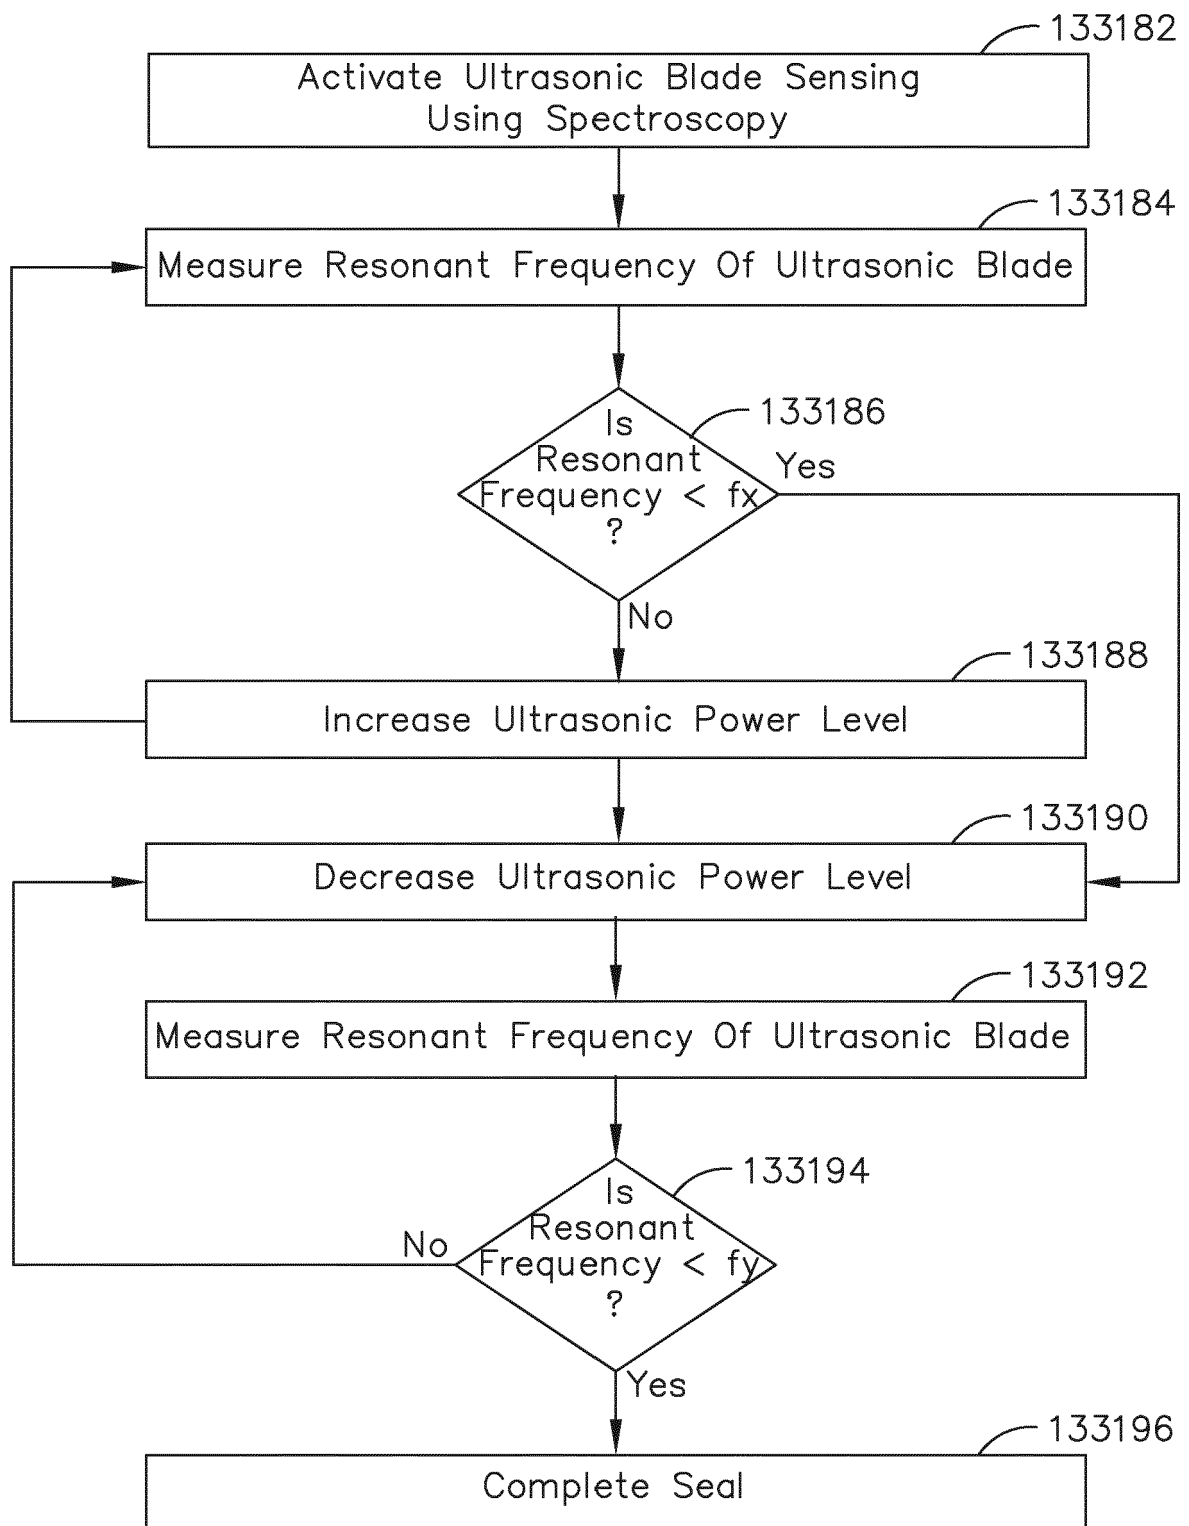 133182
Activate Ultrasonic Blade Sensing
Using Spectroscopy
133184
Measure Resonant Frequency Of Ultrasonic Blade
133186
Is
Resonant
Frequency < fx
?
Yes
No
133188
Increase Ultrasonic Power Level
133190
Decrease Ultrasonic Power Level
133192
Measure Resonant Frequency Of Ultrasonic Blade
133194
Is
Resonant
Frequency < fy
?
No
Yes
133196
Complete Seal